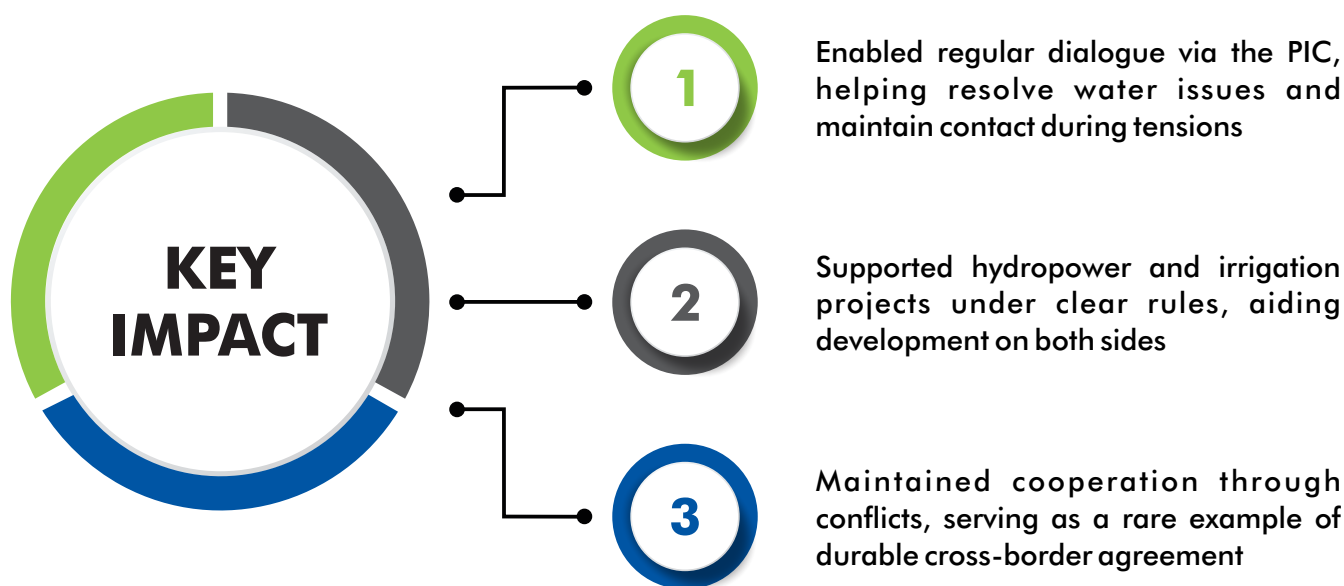 KEY
IMPACT
1
Enabled regular dialogue via the PIC,
helping resolve water issues and
maintain contact during tensions
2
Supported hydropower and irrigation
projects under clear rules, aiding
development on both sides
3
Maintained cooperation through
conflicts, serving as a rare example of
durable cross-border agreement